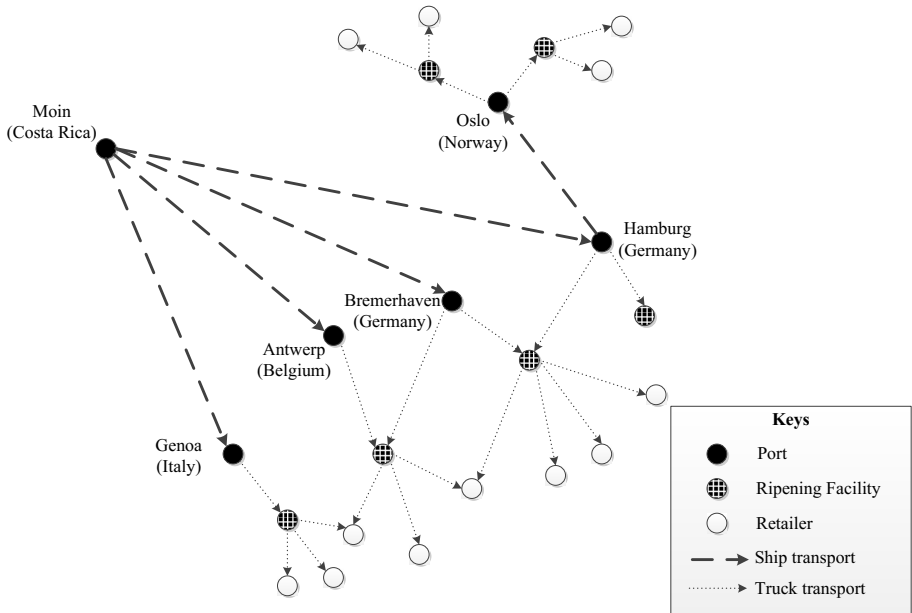 Moin
(Costa Rica)
Oslo
(Norway)
Hamburg
(Germany)
Bremerhaven
(Germany)
Antwerp
(Belgium)
Genoa
(Italy)
Keys
Port
Ripening Facility
Retailer
Ship transport
Truck transport